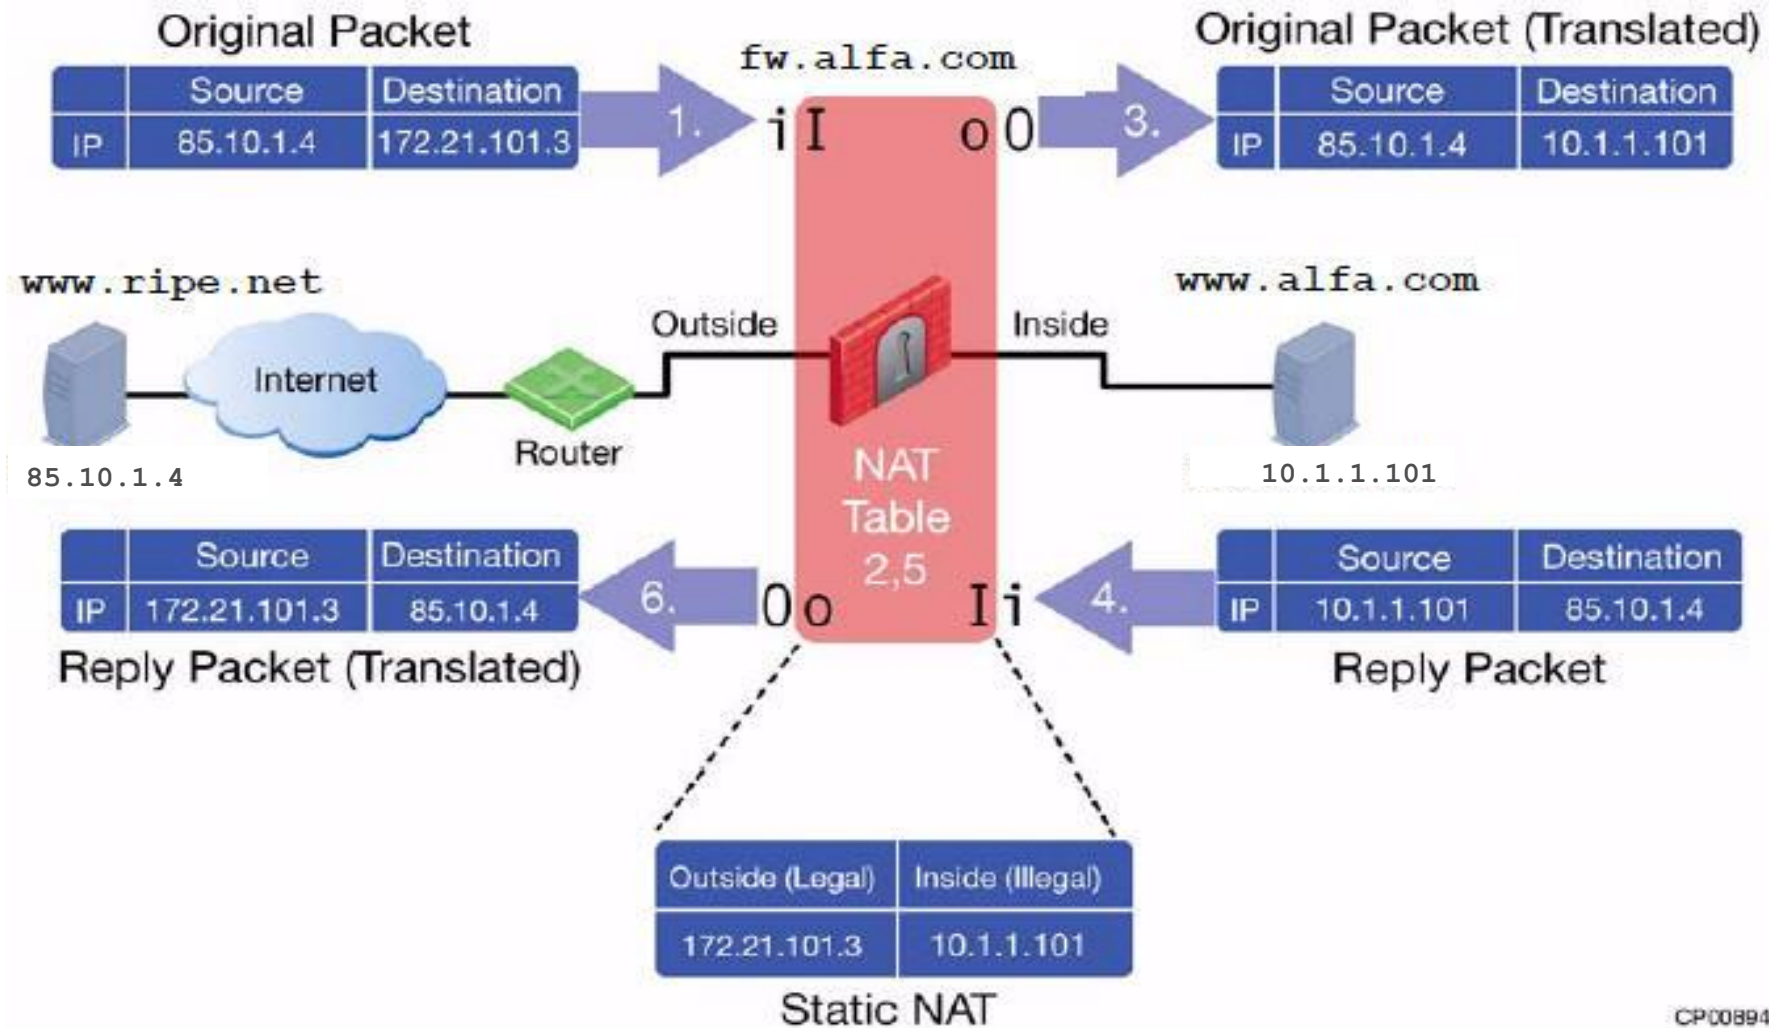 Original Packet
Source Destination
IP 85.10.1.4 172.21.101.3
1.
fw.alfa.com
iI oO
3.
Original Packet (Translated)
Source Destination
IP 85.10.1.4 10.1.1.101
www.ripe.net
Internet
Router
Outside
Inside
www.alfa.com
85.10.1.4
10.1.1.101
NAT
Table
2,5
Source Destination
IP 172.21.101.3 85.10.1.4
Reply Packet (Translated)
6.
Oo Ii
4.
Source Destination
IP 10.1.1.101 85.10.1.4
Reply Packet
Outside (Legal) Inside (Illegal)
172.21.101.3 10.1.1.101
Static NAT
CP00894